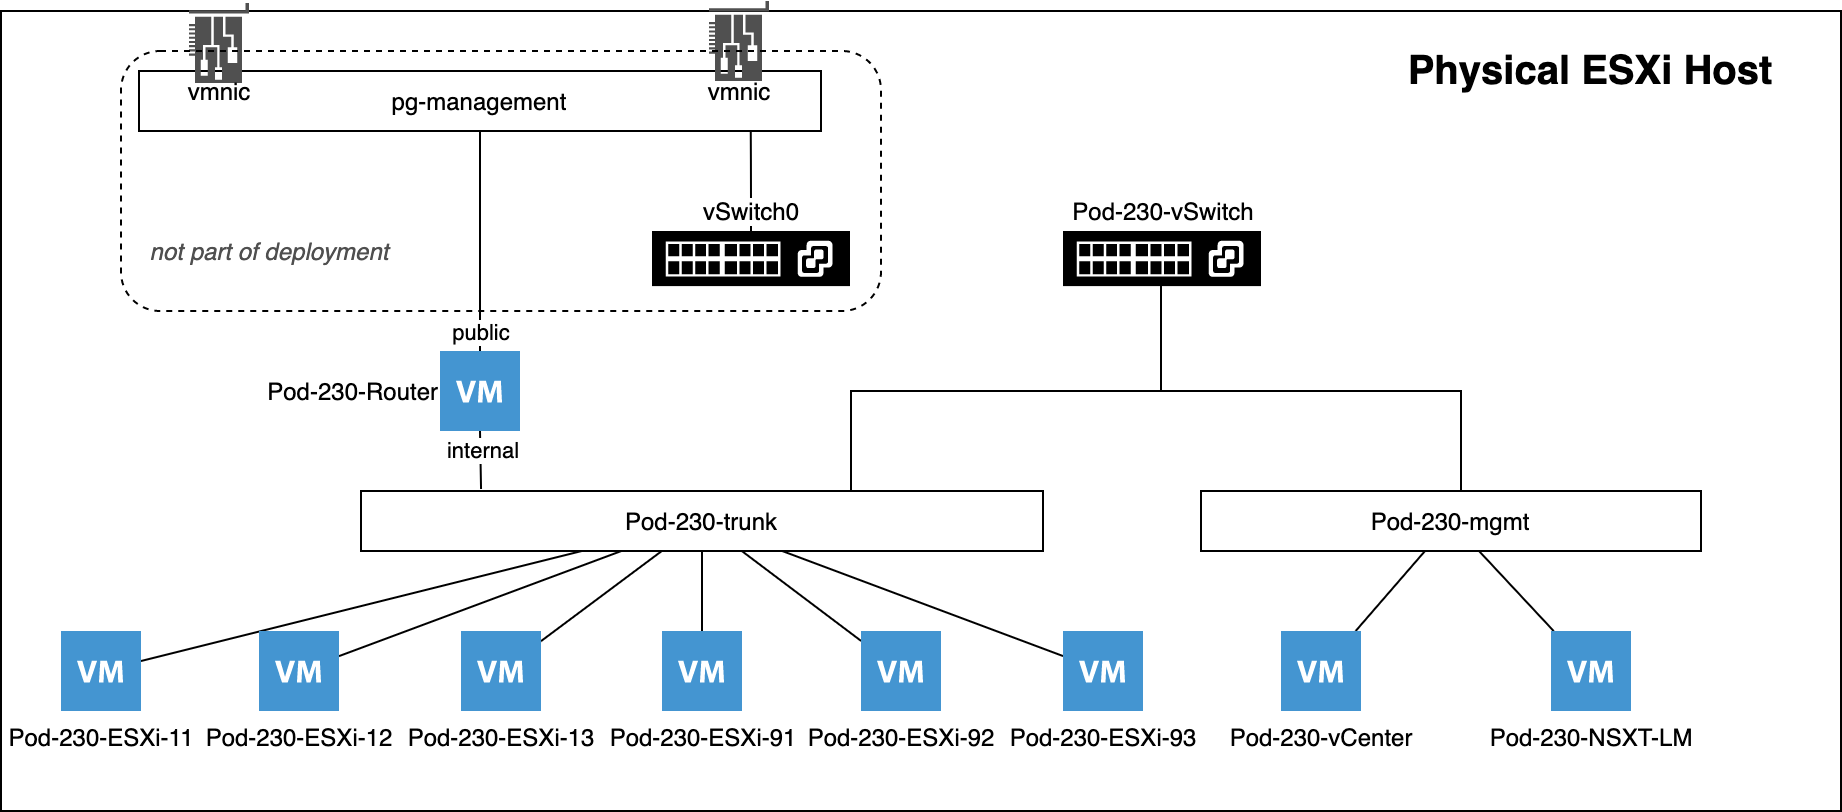 Physical ESXi Host
vmnic
vmnic
pg-management
vSwitch0
Pod-230-vSwitch
not part of deployment
public
Pod-230-Router
VM
internal
Pod-230-trunk
Pod-230-mgmt
VM
VM
VM
VM
VM
VM
VM
VM
Pod-230-ESXi-11
Pod-230-ESXi-12
Pod-230-ESXi-13
Pod-230-ESXi-91
Pod-230-ESXi-92
Pod-230-ESXi-93
Pod-230-vCenter
Pod-230-NSXT-LM